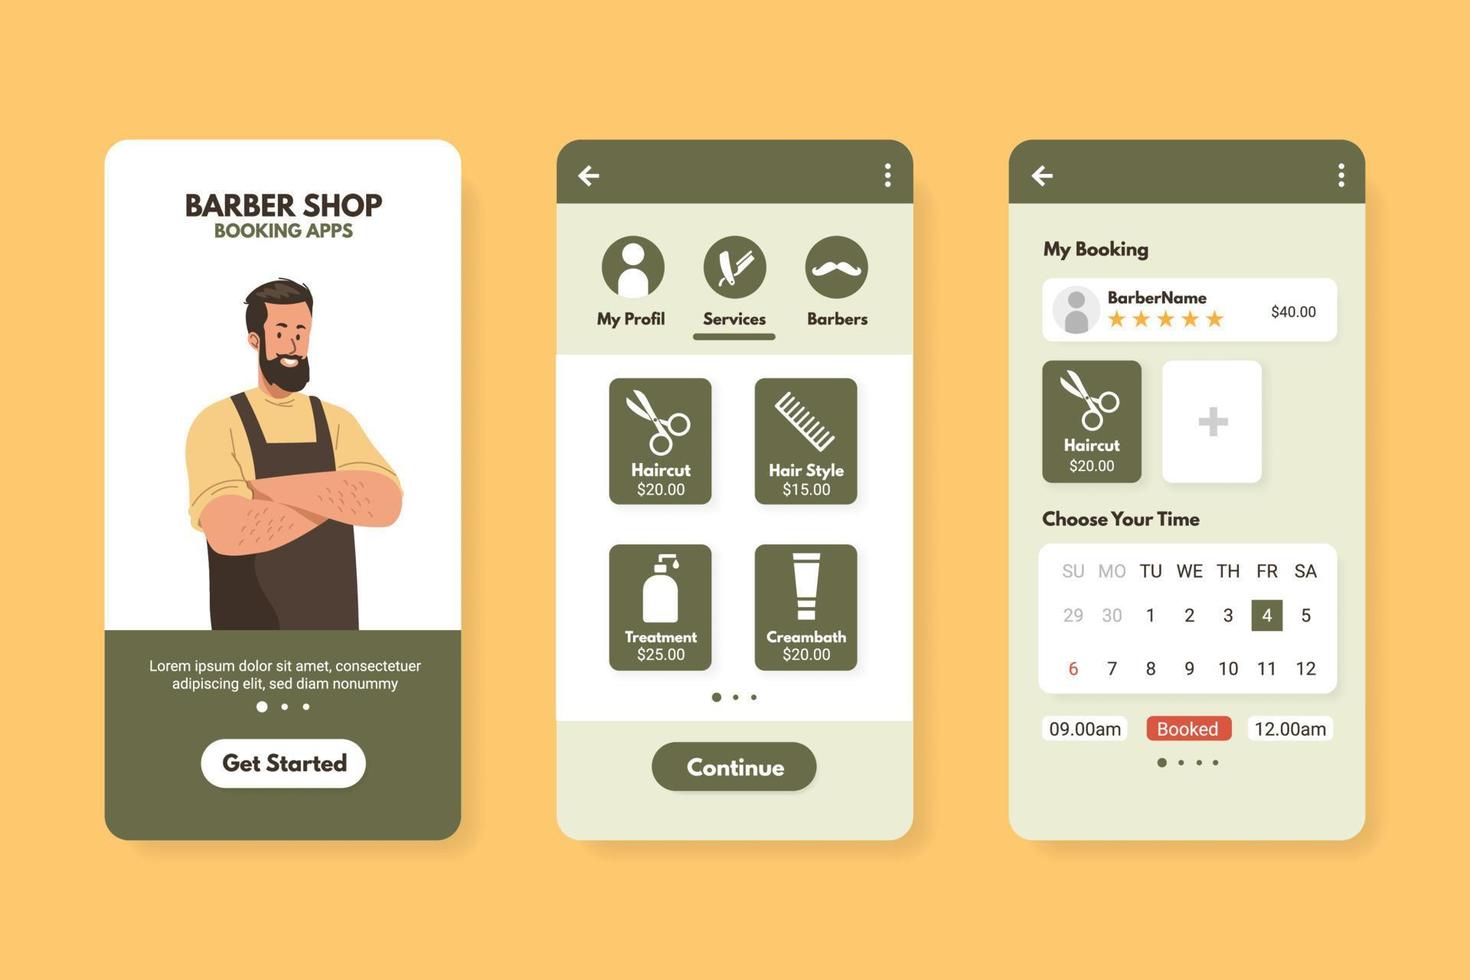 BARBER SHOP
BOOKING APPS
Lorem ipsum dolor sit amet, consectetuer
adipiscing elit, sed diam nonummy
Get Started
My Profil Services Barbers
Haircut
$20.00
Hair Style
$15.00
Treatment
$25.00
Creambath
$20.00
Continue
My Booking
BarberName
$40.00
Haircut
$20.00
Choose Your Time
SU MO TU WE TH FR SA
29 30 1 2 3 4 5
6 7 8 9 10 11 12
09.00am Booked 12.00am